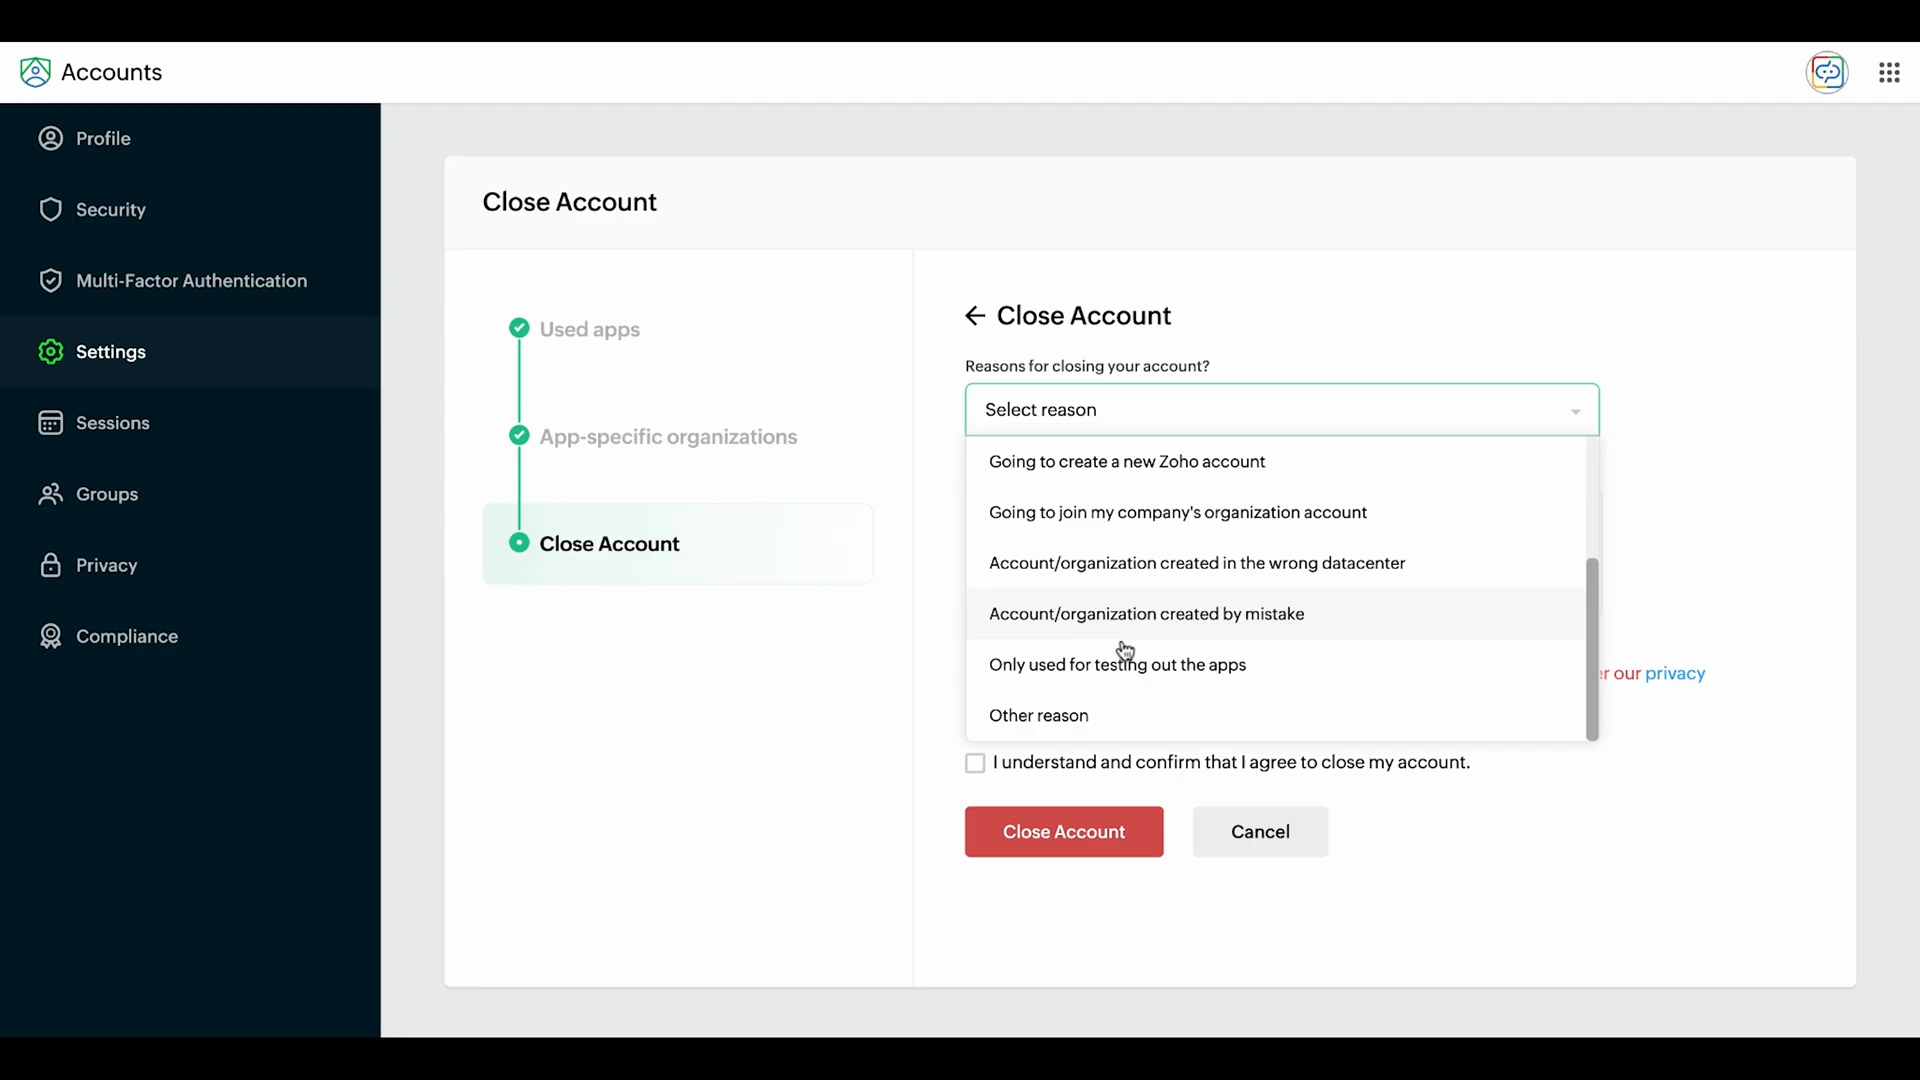 Accounts
Profile
Security
Multi-Factor Authentication
Settings
Sessions
Groups
Privacy
Compliance
Close Account
Used apps
App-specific organizations
Close Account
Close Account
Reasons for closing your account?
Select reason
Going to create a new Zoho account
Going to join my company's organization account
Account/organization created in the wrong datacenter
Account/organization created by mistake
Only used for testing out the apps
Other reason
our privacy
I understand and confirm that I agree to close my account.
Close Account
Cancel